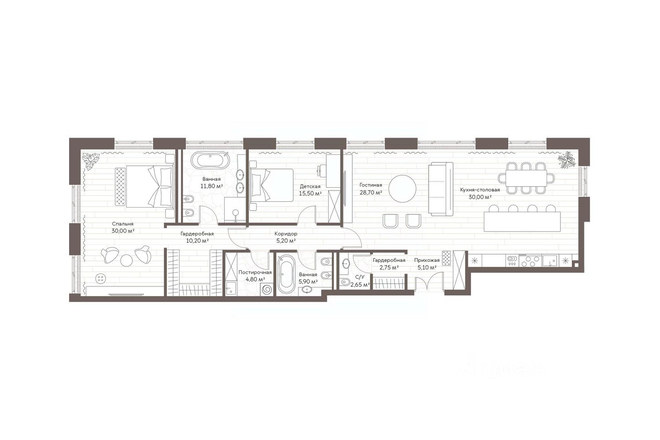 Ванная
11,80 м²
Детская
15,50 м²
Гостиная
28,70 м²
Кухня-столовая
30,00 м²
Спальня
30,00 м²
Гардеробная
10,20 м²
Коридор
5,20 м²
Постирочная
4,80 м²
Ванная
5,90 м²
С/У
2,65 м²
Гардеробная
2,75 м²
Прихожая
5,10 м²